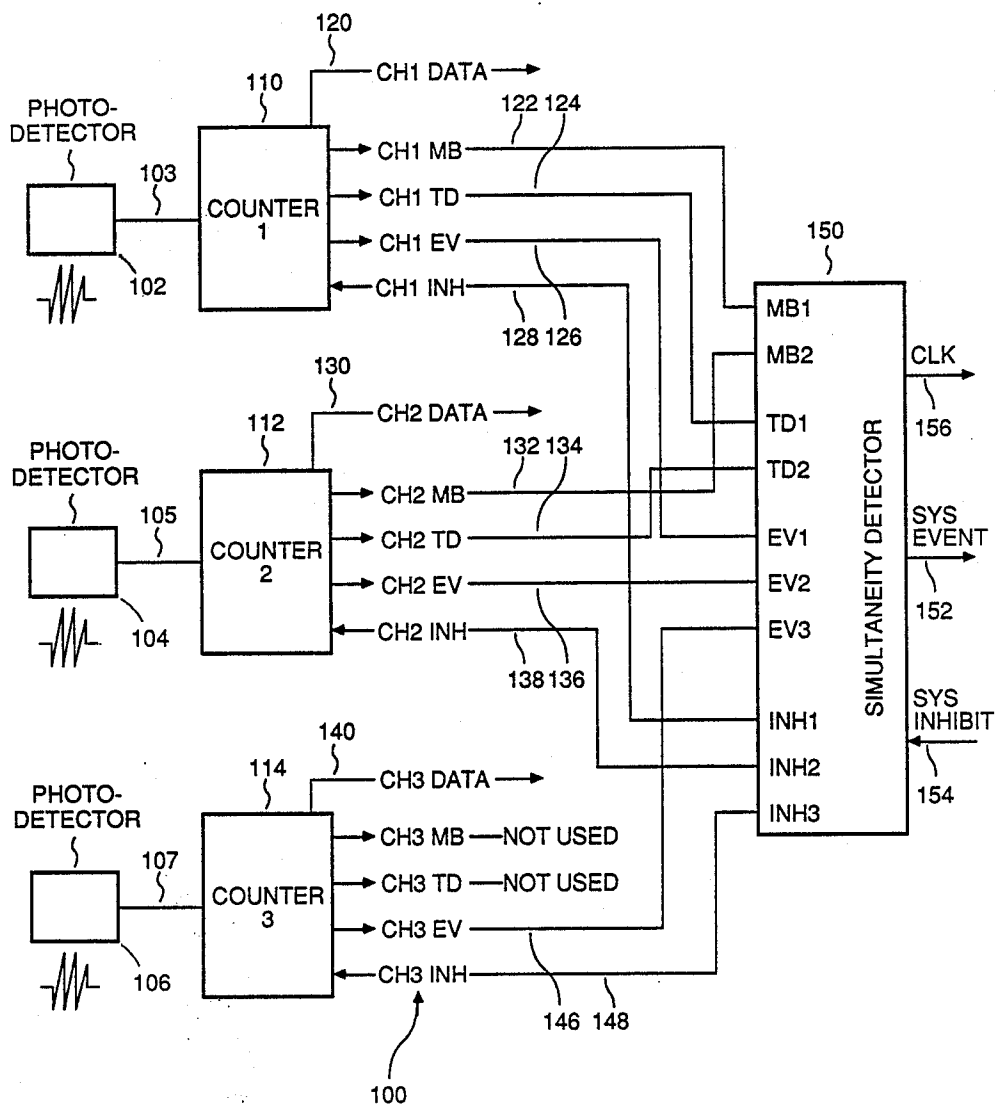 120
CH1 DATA
110
PHOTO-
DETECTOR
122 124
CH1 MB
103
CH1 TD
COUNTER
1
CH1 EV
102
CH1 INH
128 126
150
MB1
MB2
CLK
156
TD1
TD2
SYS
EVENT
EV1
152
EV2
EV3
SIMULTANEITY DETECTOR
SYS
INHIBIT
INH1
INH2
154
INH3
130
CH2 DATA
112
PHOTO-
DETECTOR
132 134
CH2 MB
105
CH2 TD
COUNTER
2
CH2 EV
104
CH2 INH
138 136
140
CH3 DATA
114
PHOTO-
DETECTOR
CH3 MB NOT USED
107
CH3 TD NOT USED
COUNTER
3
CH3 EV
106
CH3 INH
146 148
100